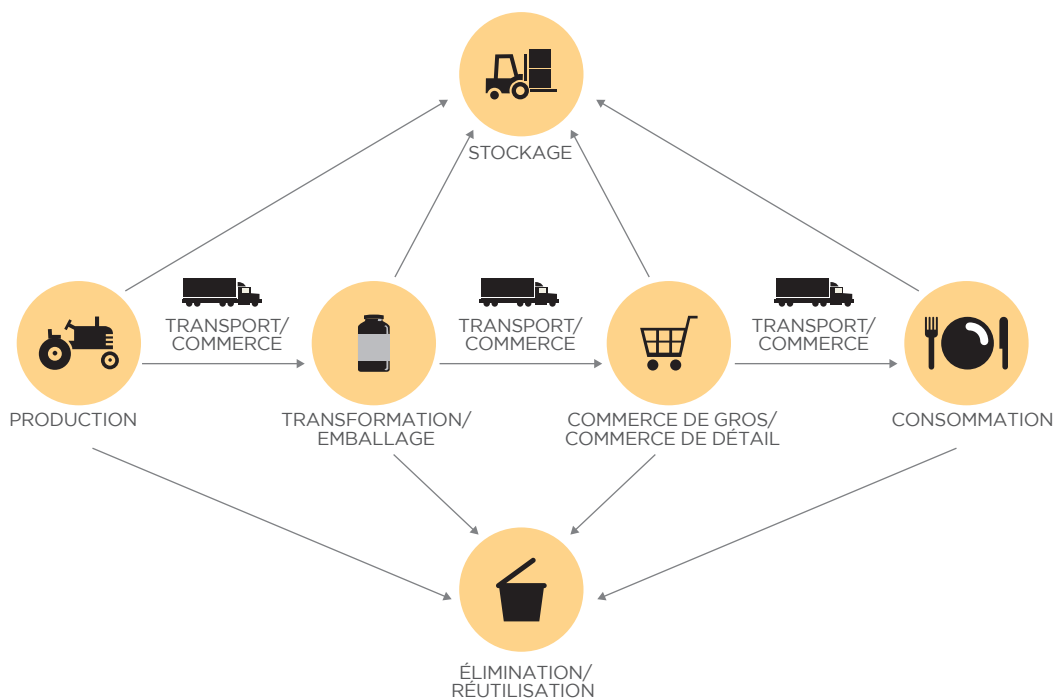 STOCKAGE
TRANSPORT/
COMMERCE
TRANSPORT/
COMMERCE
TRANSPORT/
COMMERCE
PRODUCTION
TRANSFORMATION/
EMBALLAGE
COMMERCE DE GROS/
COMMERCE DE DÉTAIL
CONSOMMATION
ÉLIMINATION/
RÉUTILISATION